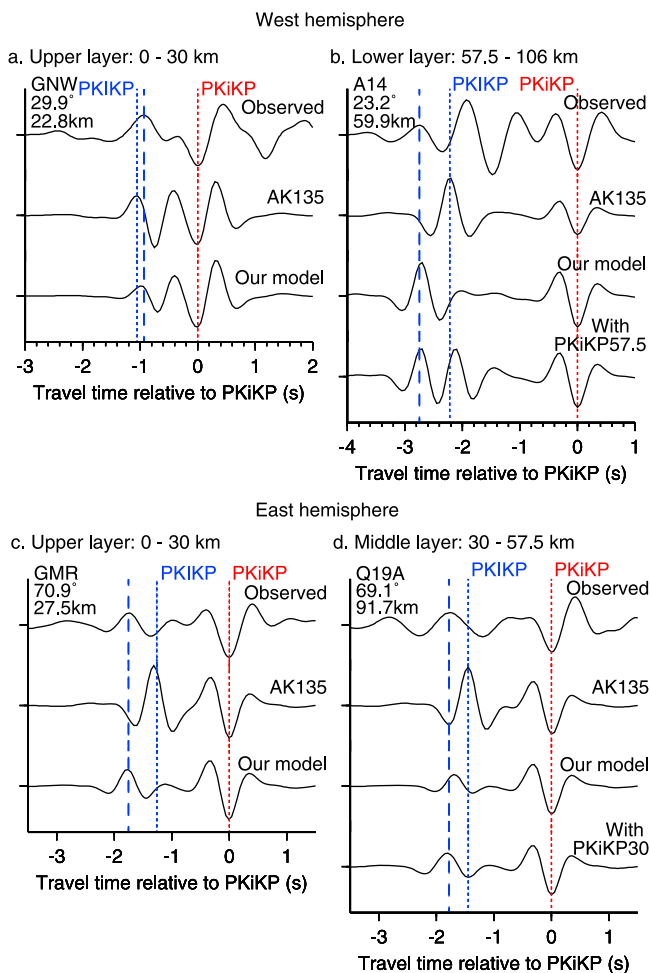 West hemisphere
a. Upper layer: 0 - 30 km
GNW
29.9°
22.8km
PKIKP
PKiKP
Observed
AK135
Our model
-3 -2 -1 0 1 2
Travel time relative to PKiKP (s)
b. Lower layer: 57.5 - 106 km
A14
23.2°
59.9km
PKIKP
PKiKP
Observed
AK135
Our model
With
PKiKP57.5
-4 -3 -2 -1 0 1
Travel time relative to PKiKP (s)
East hemisphere
c. Upper layer: 0 - 30 km
GMR
70.9°
27.5km
PKIKP
PKiKP
Observed
AK135
Our model
-3 -2 -1 0 1
Travel time relative to PKiKP (s)
d. Middle layer: 30 - 57.5 km
Q19A
69.1°
91.7km
PKIKP
PKiKP
Observed
AK135
Our model
With
PKiKP30
-3 -2 -1 0 1
Travel time relative to PKiKP (s)